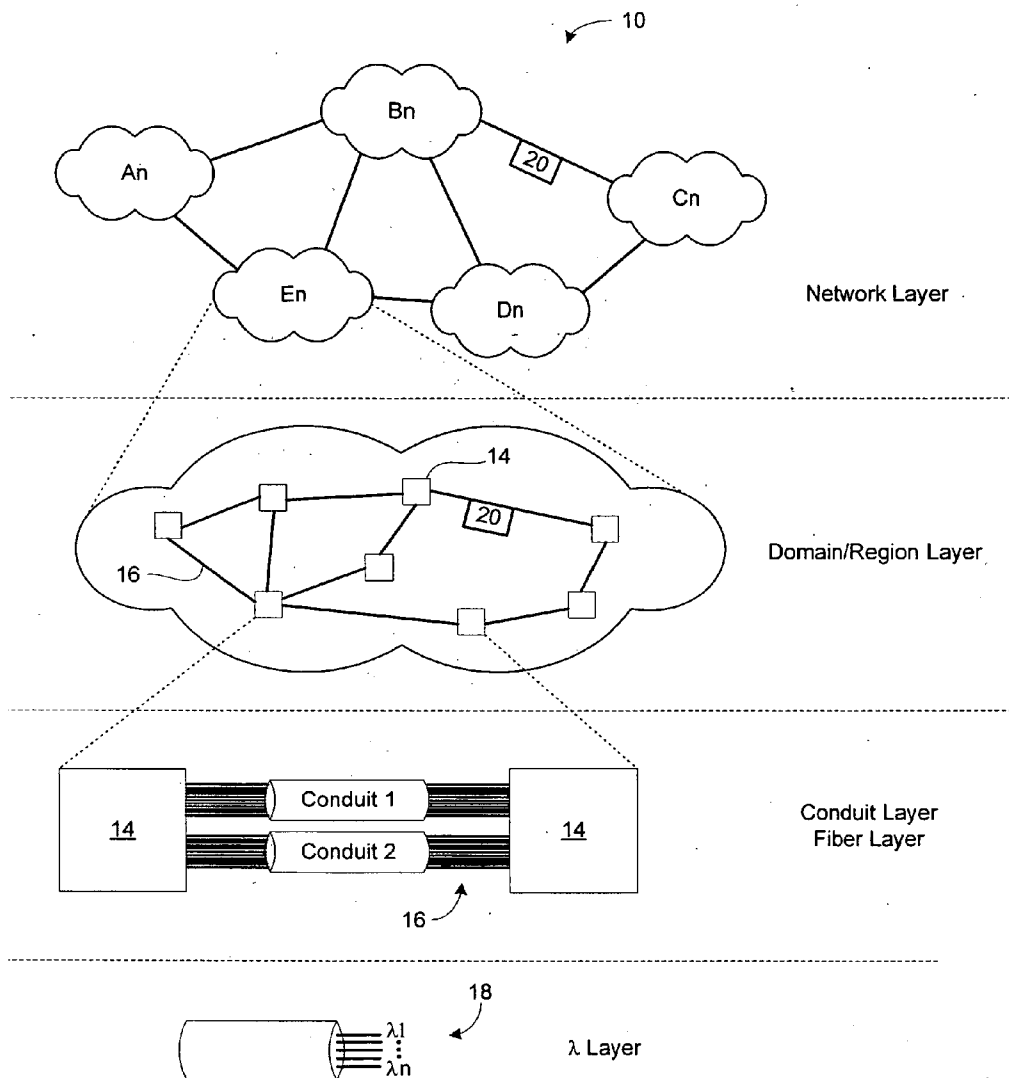 10
Bn
20
An
Cn
En
Dn
Network Layer
14
20
16
Domain/Region Layer
Conduit 1
14
14
Conduit 2
Conduit Layer
Fiber Layer
16
18
λ1
λn
λ Layer